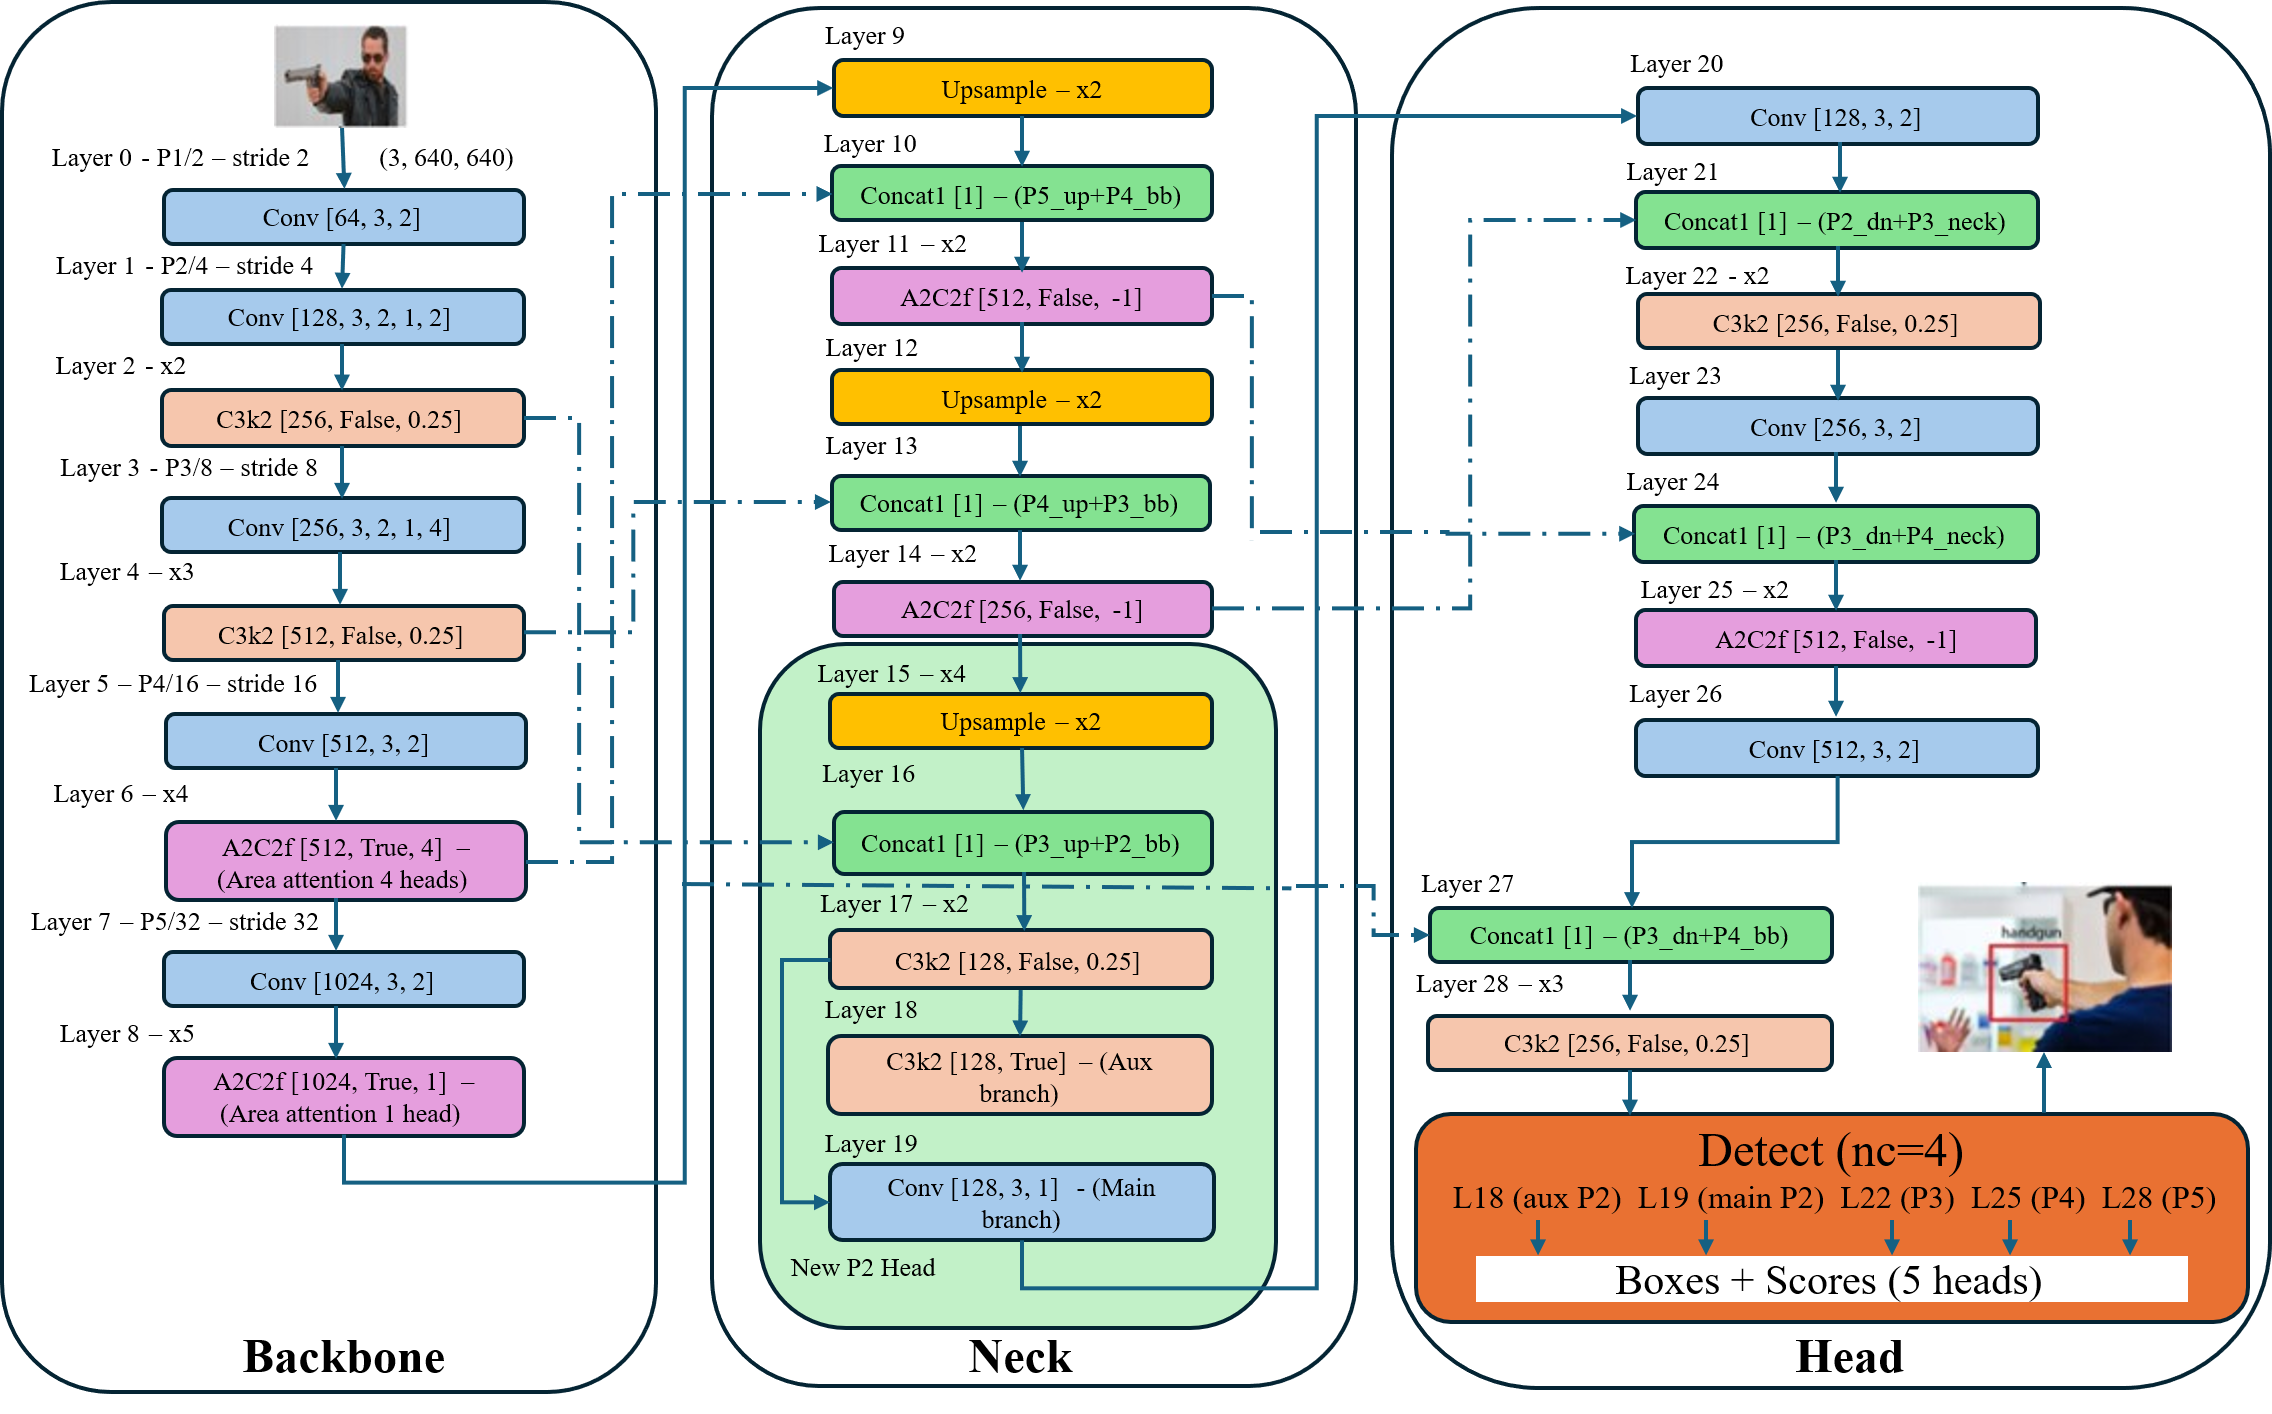 Layer 0 - P1/2 – stride 2
(3, 640, 640)
Conv [64, 3, 2]
Layer 1 - P2/4 – stride 4
Conv [128, 3, 2, 1, 2]
Layer 2 - x2
C3k2 [256, False, 0.25]
Layer 3 - P3/8 – stride 8
Conv [256, 3, 2, 1, 4]
Layer 4 – x3
C3k2 [512, False, 0.25]
Layer 5 – P4/16 – stride 16
Conv [512, 3, 2]
Layer 6 – x4
A2C2f [512, True, 4] –
(Area attention 4 heads)
Layer 7 – P5/32 – stride 32
Conv [1024, 3, 2]
Layer 8 – x5
A2C2f [1024, True, 1] –
(Area attention 1 head)
Backbone
Layer 9
Upsample – x2
Layer 10
Concat1 [1] – (P5_up+P4_bb)
Layer 11 – x2
A2C2f [512, False, -1]
Layer 12
Upsample – x2
Layer 13
Concat1 [1] – (P4_up+P3_bb)
Layer 14 – x2
A2C2f [256, False, -1]
Layer 15 – x4
Upsample – x2
Layer 16
Concat1 [1] – (P3_up+P2_bb)
Layer 17 – x2
C3k2 [128, False, 0.25]
Layer 18
C3k2 [128, True] – (Aux
branch)
Layer 19
Conv [128, 3, 1] - (Main
branch)
New P2 Head
Neck
Layer 20
Conv [128, 3, 2]
Layer 21
Concat1 [1] – (P2_dn+P3_neck)
Layer 22 - x2
C3k2 [256, False, 0.25]
Layer 23
Conv [256, 3, 2]
Layer 24
Concat1 [1] – (P3_dn+P4_neck)
Layer 25 – x2
A2C2f [512, False, -1]
Layer 26
Conv [512, 3, 2]
Layer 27
Concat1 [1] – (P3_dn+P4_bb)
Layer 28 – x3
C3k2 [256, False, 0.25]
handgun
Detect (nc=4)
L18 (aux P2) L19 (main P2) L22 (P3) L25 (P4) L28 (P5)
Boxes + Scores (5 heads)
Head